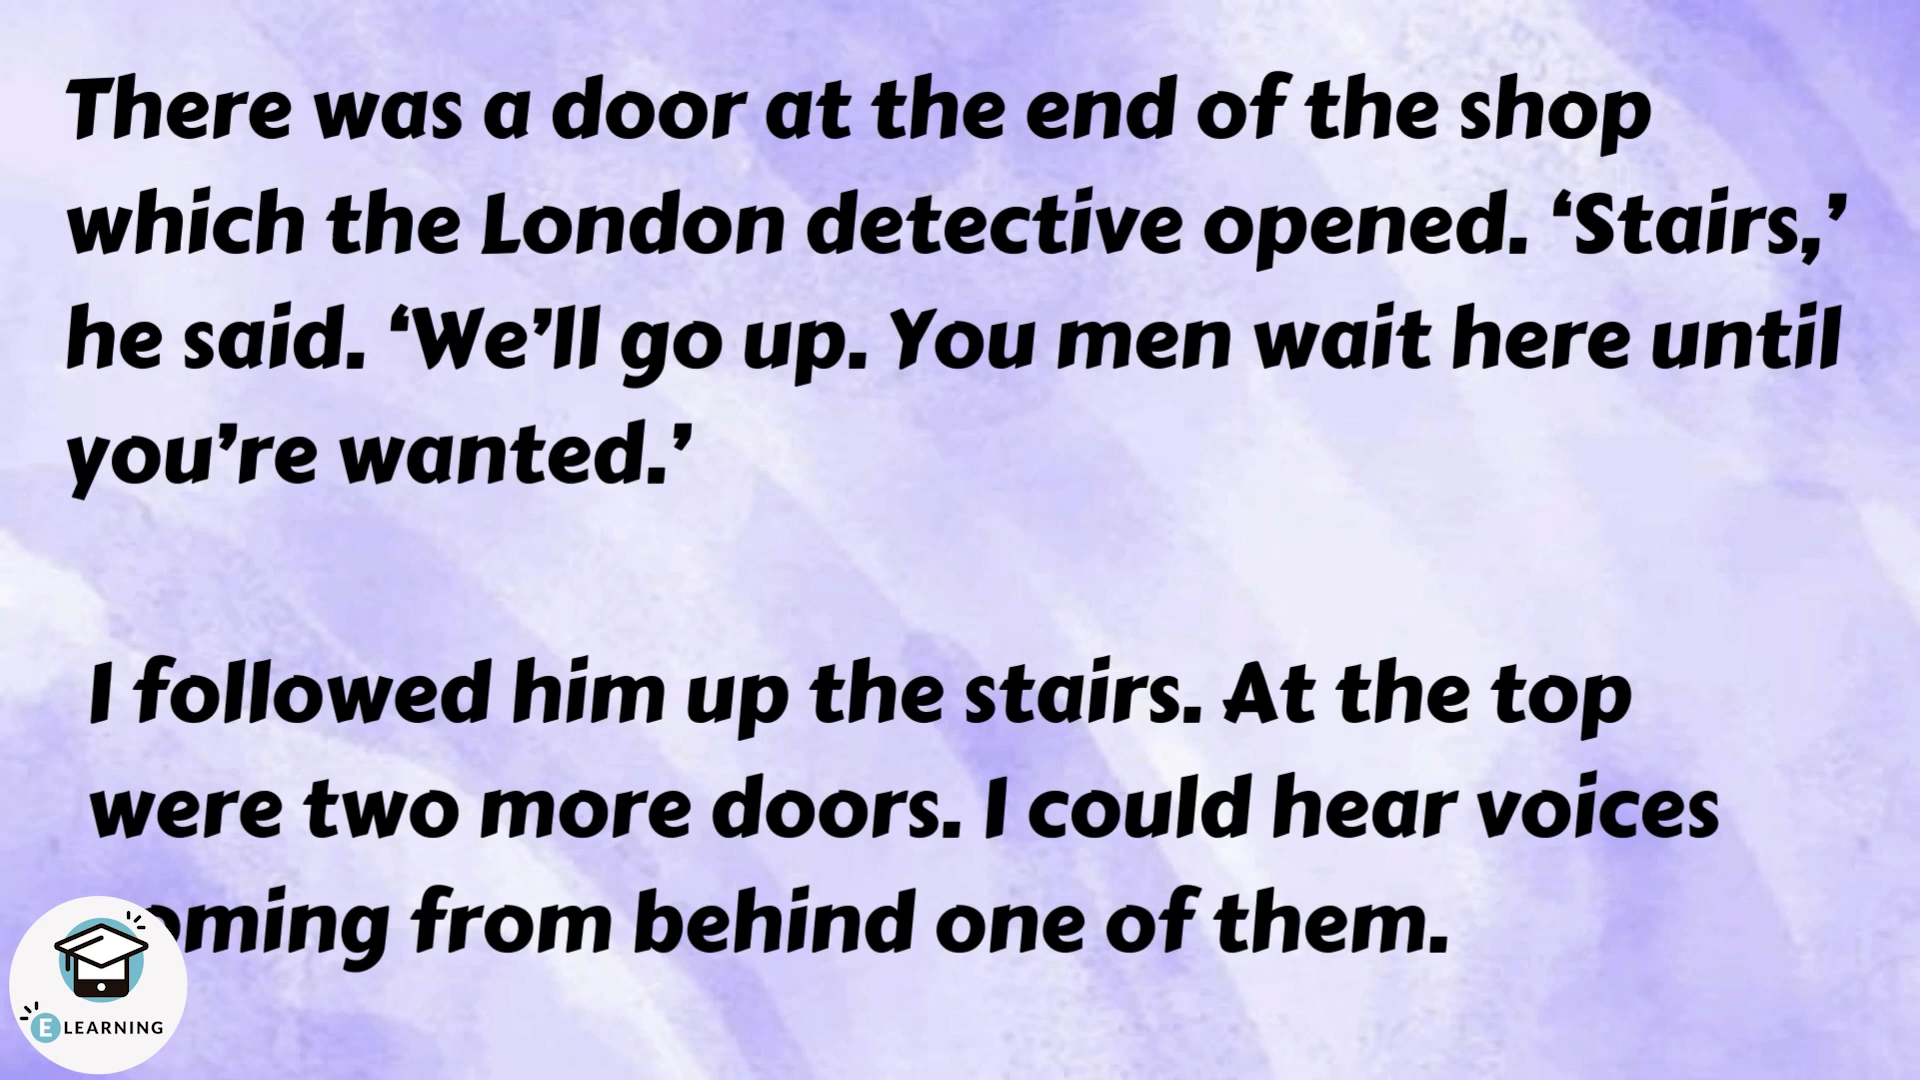 There was a door at the end of the shop
which the London detective opened. ‘Stairs,’
he said. ‘We’ll go up. You men wait here until
you’re wanted.’
I followed him up the stairs. At the top
were two more doors. I could hear voices
oming from behind one of them.
E LEARNING